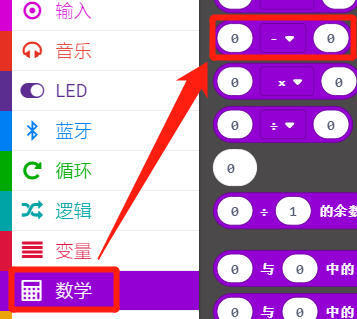 输入
音乐
LED
蓝牙
循环
逻辑
变量
数学
0 - 0
0 × 0
0 ÷ 0
0
0 ÷ 1 的余数
0 与 0 中的
0 与 0 中的